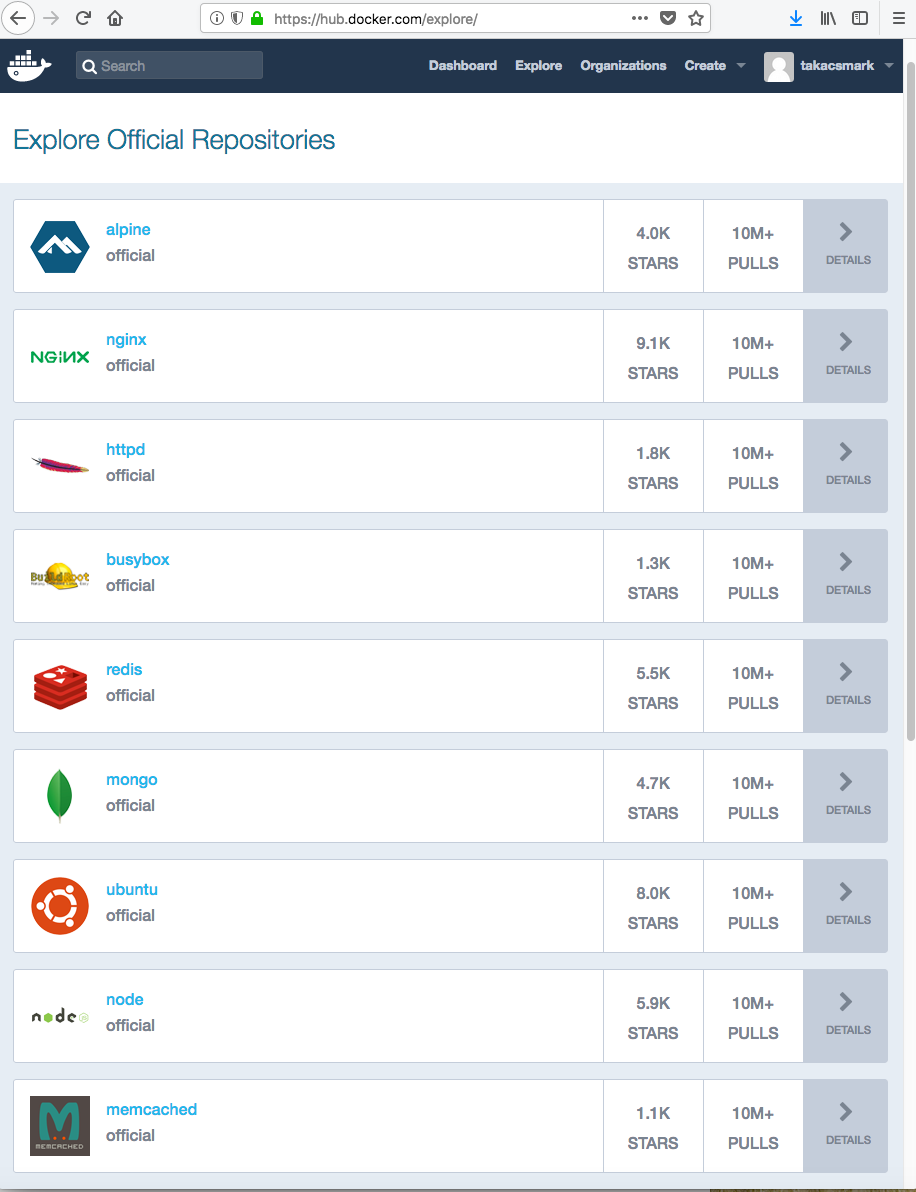 https://hub.docker.com/explore/
Search
Dashboard Explore Organizations Create takacsmark
Explore Official Repositories
alpine
official
4.0K
STARS
10M+
PULLS
DETAILS
NGINX
nginx
official
9.1K
STARS
10M+
PULLS
DETAILS
httpd
official
1.8K
STARS
10M+
PULLS
DETAILS
BuildRoot
busybox
official
1.3K
STARS
10M+
PULLS
DETAILS
redis
official
5.5K
STARS
10M+
PULLS
DETAILS
mongo
official
4.7K
STARS
10M+
PULLS
DETAILS
ubuntu
official
8.0K
STARS
10M+
PULLS
DETAILS
node
node
official
5.9K
STARS
10M+
PULLS
DETAILS
MEMCACHED
memcached
official
1.1K
STARS
10M+
PULLS
DETAILS